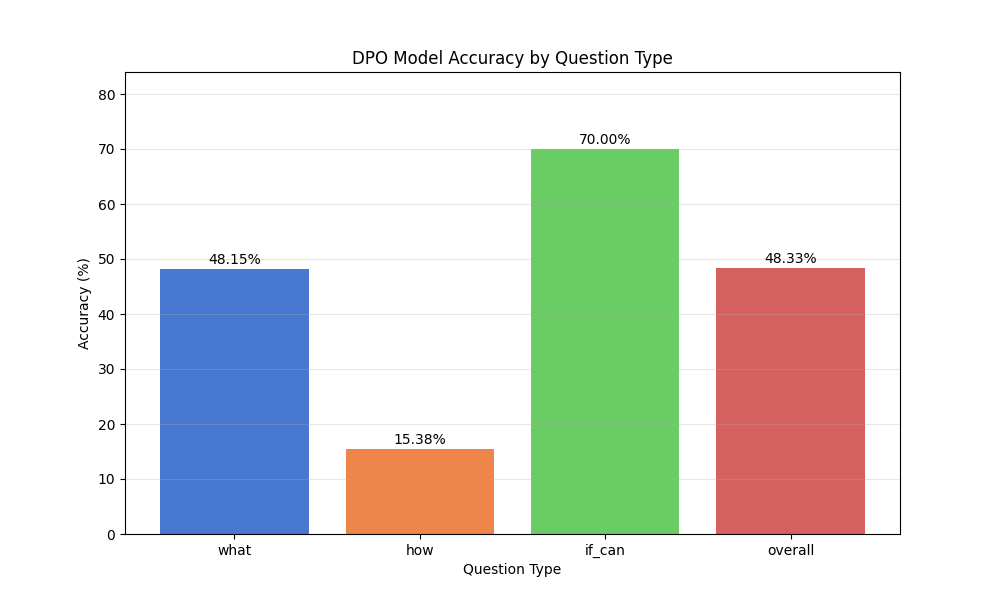 DPO Model Accuracy by Question Type
Accuracy (%)
80
70
60
50
40
30
20
10
0
48.15%
15.38%
70.00%
48.33%
what
how
if_can
overall
Question Type